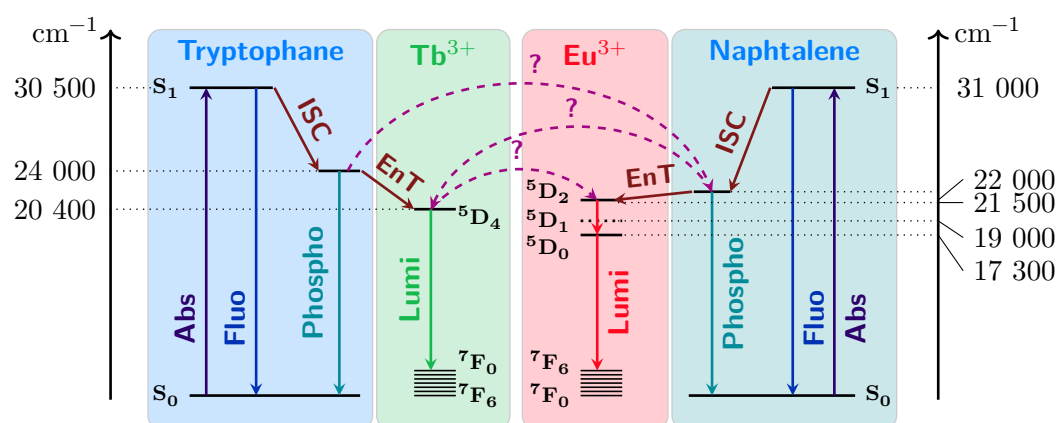 cm⁻¹
Tryptophane
Tb³⁺
Eu³⁺
Naphtalene
cm⁻¹
30 500
24 000
20 400
S₁
S₀
ISC
EnT
Abs
Fluo
Phospho
⁵D₄
Lumi
⁷F₀
⁷F₆
?
?
?
⁵D₂
⁵D₁
⁵D₀
Lumi
⁷F₆
⁷F₀
EnT
ISC
Phospho
Fluo
Abs
S₁
S₀
31 000
22 000
21 500
19 000
17 300